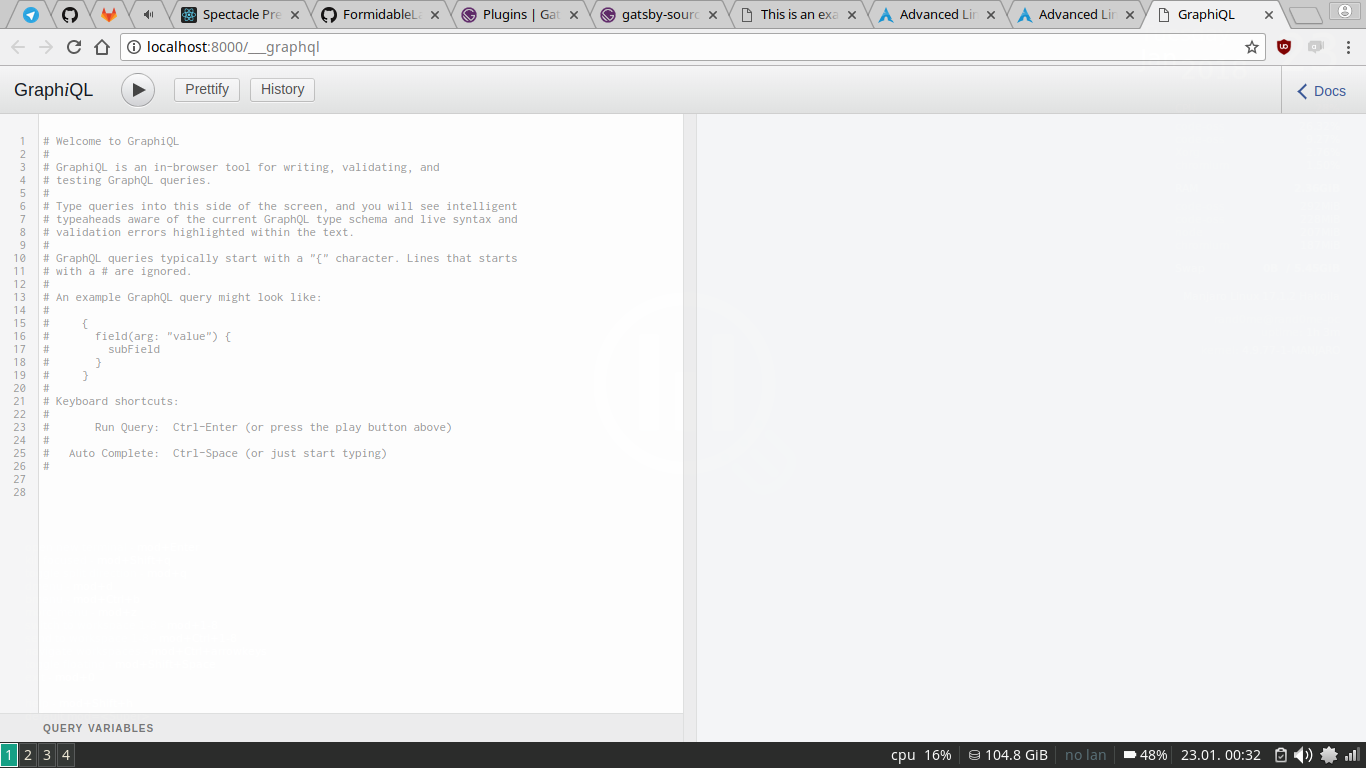 Spectacle Pre
FormidableLa
Plugins | Gat
gatsby-sourc
This is an exa
Advanced Lin
Advanced Lin
GraphiQL
localhost:8000/___graphql
GraphiQL
Prettify
History
Docs
1 # Welcome to GraphiQL
2 #
3 # GraphiQL is an in-browser tool for writing, validating, and
4 # testing GraphQL queries.
5 #
6 # Type queries into this side of the screen, and you will see intelligent
7 # typeaheads aware of the current GraphQL type schema and live syntax and
8 # validation errors highlighted within the text.
9 #
10 # GraphQL queries typically start with a "{" character. Lines that starts
11 # with a # are ignored.
12 #
13 # An example GraphQL query might look like:
14 #
15 #     {
16 #       field(arg: "value") {
17 #         subField
18 #       }
19 #     }
20 #
21 # Keyboard shortcuts:
22 #
23 #       Run Query:  Ctrl-Enter (or press the play button above)
24 #
25 #   Auto Complete:  Ctrl-Space (or just start typing)
26 #
27
28
QUERY VARIABLES
1 2 3 4
cpu 16% 104.8 GiB no lan 48% 23.01. 00:32